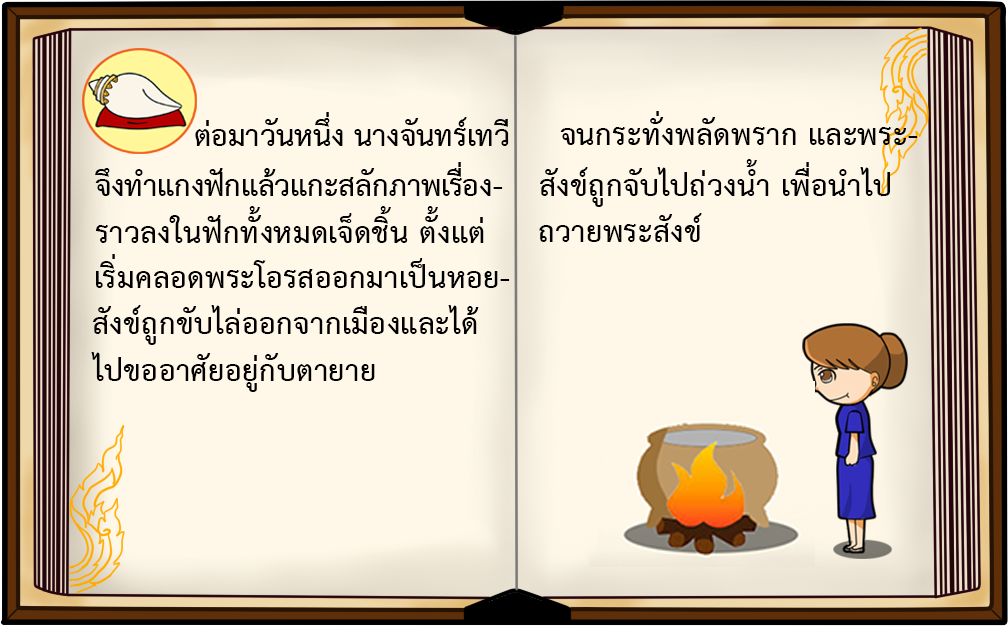 ต่อมาวันหนึ่ง นางจันทร์เทวี
จึงทำแกงฟักแล้วแกะสลักภาพเรื่อง-
ราวลงในฟักทั้งหมดเจ็ดชิ้น ตั้งแต่
เริ่มคลอดพระโอรสออกมาเป็นหอย-
สังข์ถูกขับไล่ออกจากเมืองและได้
ไปขออาศัยอยู่กับตายาย
จนกระทั่งพลัดพราก และพระ-
สังข์ถูกจับไปถ่วงน้ำ เพื่อนำไป
ถวายพระสังข์